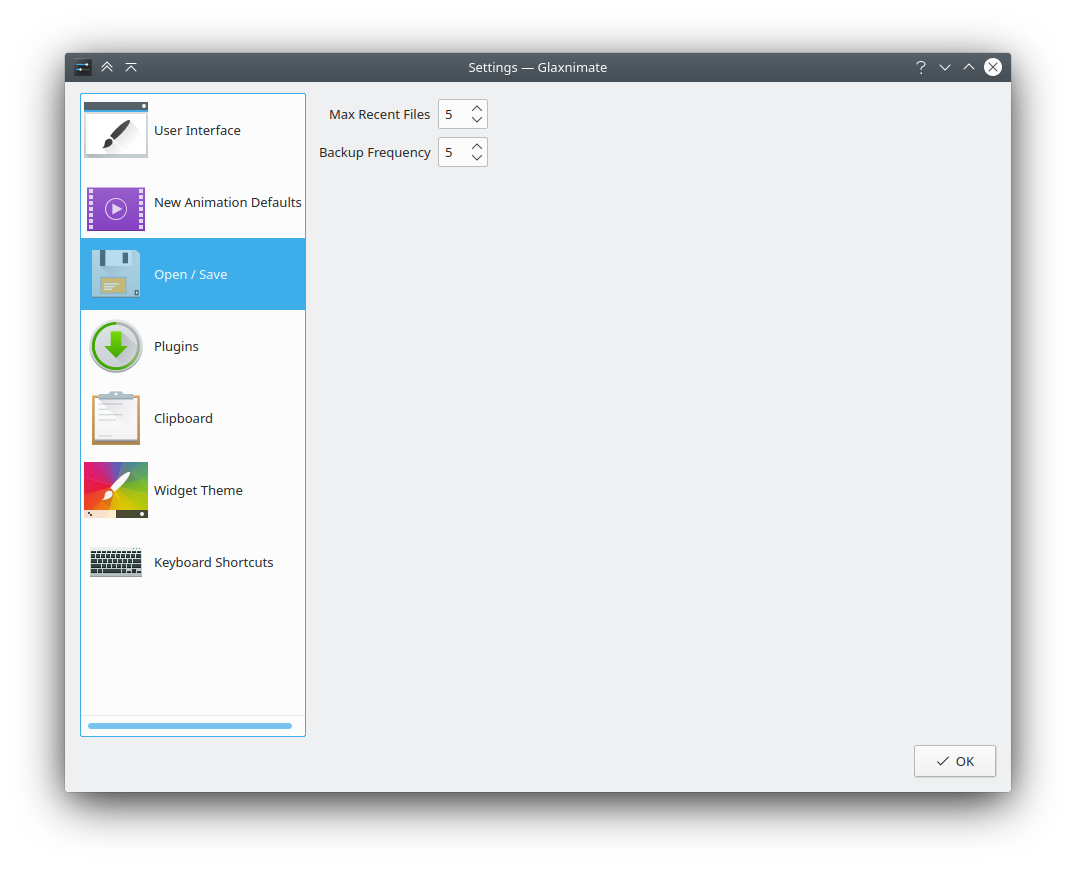 Settings — Glaxnimate
User Interface
New Animation Defaults
Open / Save
Plugins
Clipboard
Widget Theme
Keyboard Shortcuts
Max Recent Files 5
Backup Frequency 5
OK